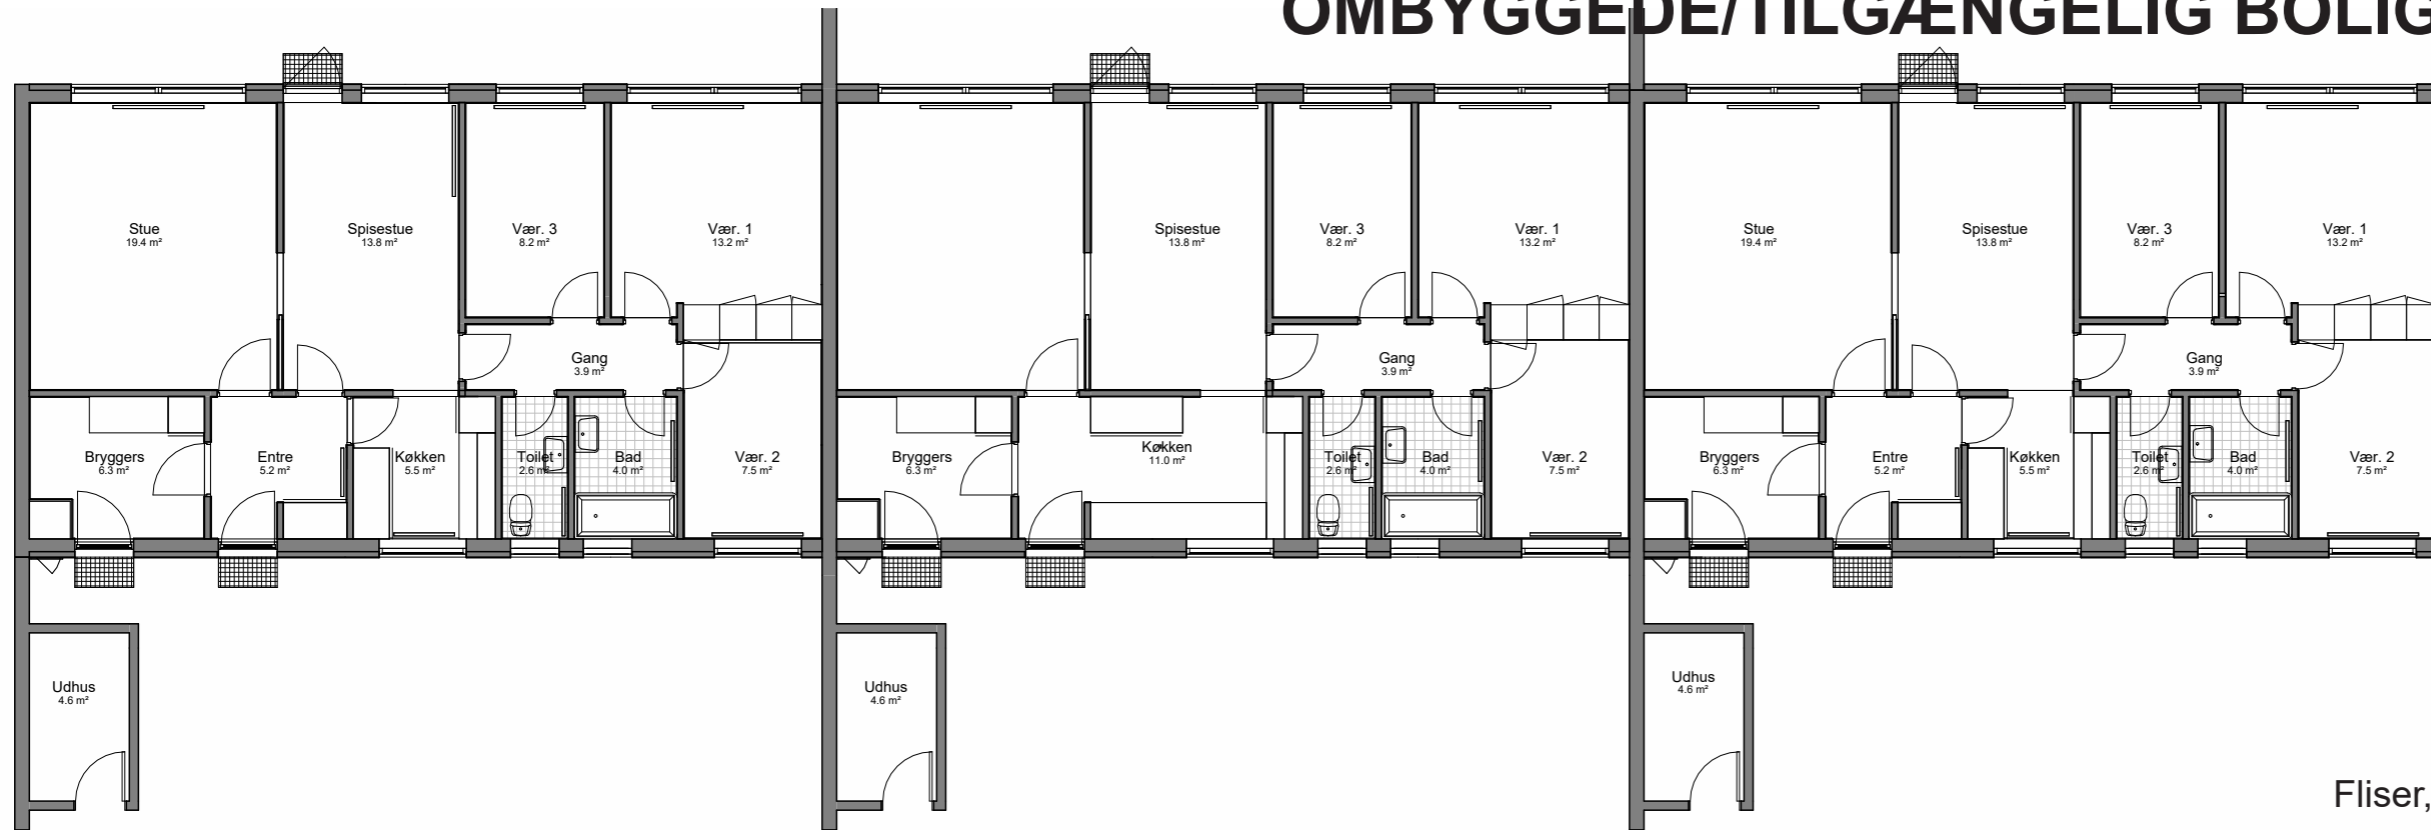 OMBYGGEDE/TILGÆNGELIG BOLIG
Stue
19.4 m²
Spisestue
13.8 m²
Vær. 3
8.2 m²
Vær. 1
13.2 m²
Gang
3.9 m²
Bryggers
6.3 m²
Entre
5.2 m²
Køkken
5.5 m²
Toilet
2.6 m²
Bad
4.0 m²
Vær. 2
7.5 m²
Udhus
4.6 m²
Spisestue
13.8 m²
Vær. 3
8.2 m²
Vær. 1
13.2 m²
Gang
3.9 m²
Bryggers
6.3 m²
Køkken
11.0 m²
Toilet
2.6 m²
Bad
4.0 m²
Vær. 2
7.5 m²
Udhus
4.6 m²
Stue
19.4 m²
Spisestue
13.8 m²
Vær. 3
8.2 m²
Vær. 1
13.2 m²
Gang
3.9 m²
Bryggers
6.3 m²
Entre
5.2 m²
Køkken
5.5 m²
Toilet
2.6 m²
Bad
4.0 m²
Vær. 2
7.5 m²
Udhus
4.6 m²
Fliser,